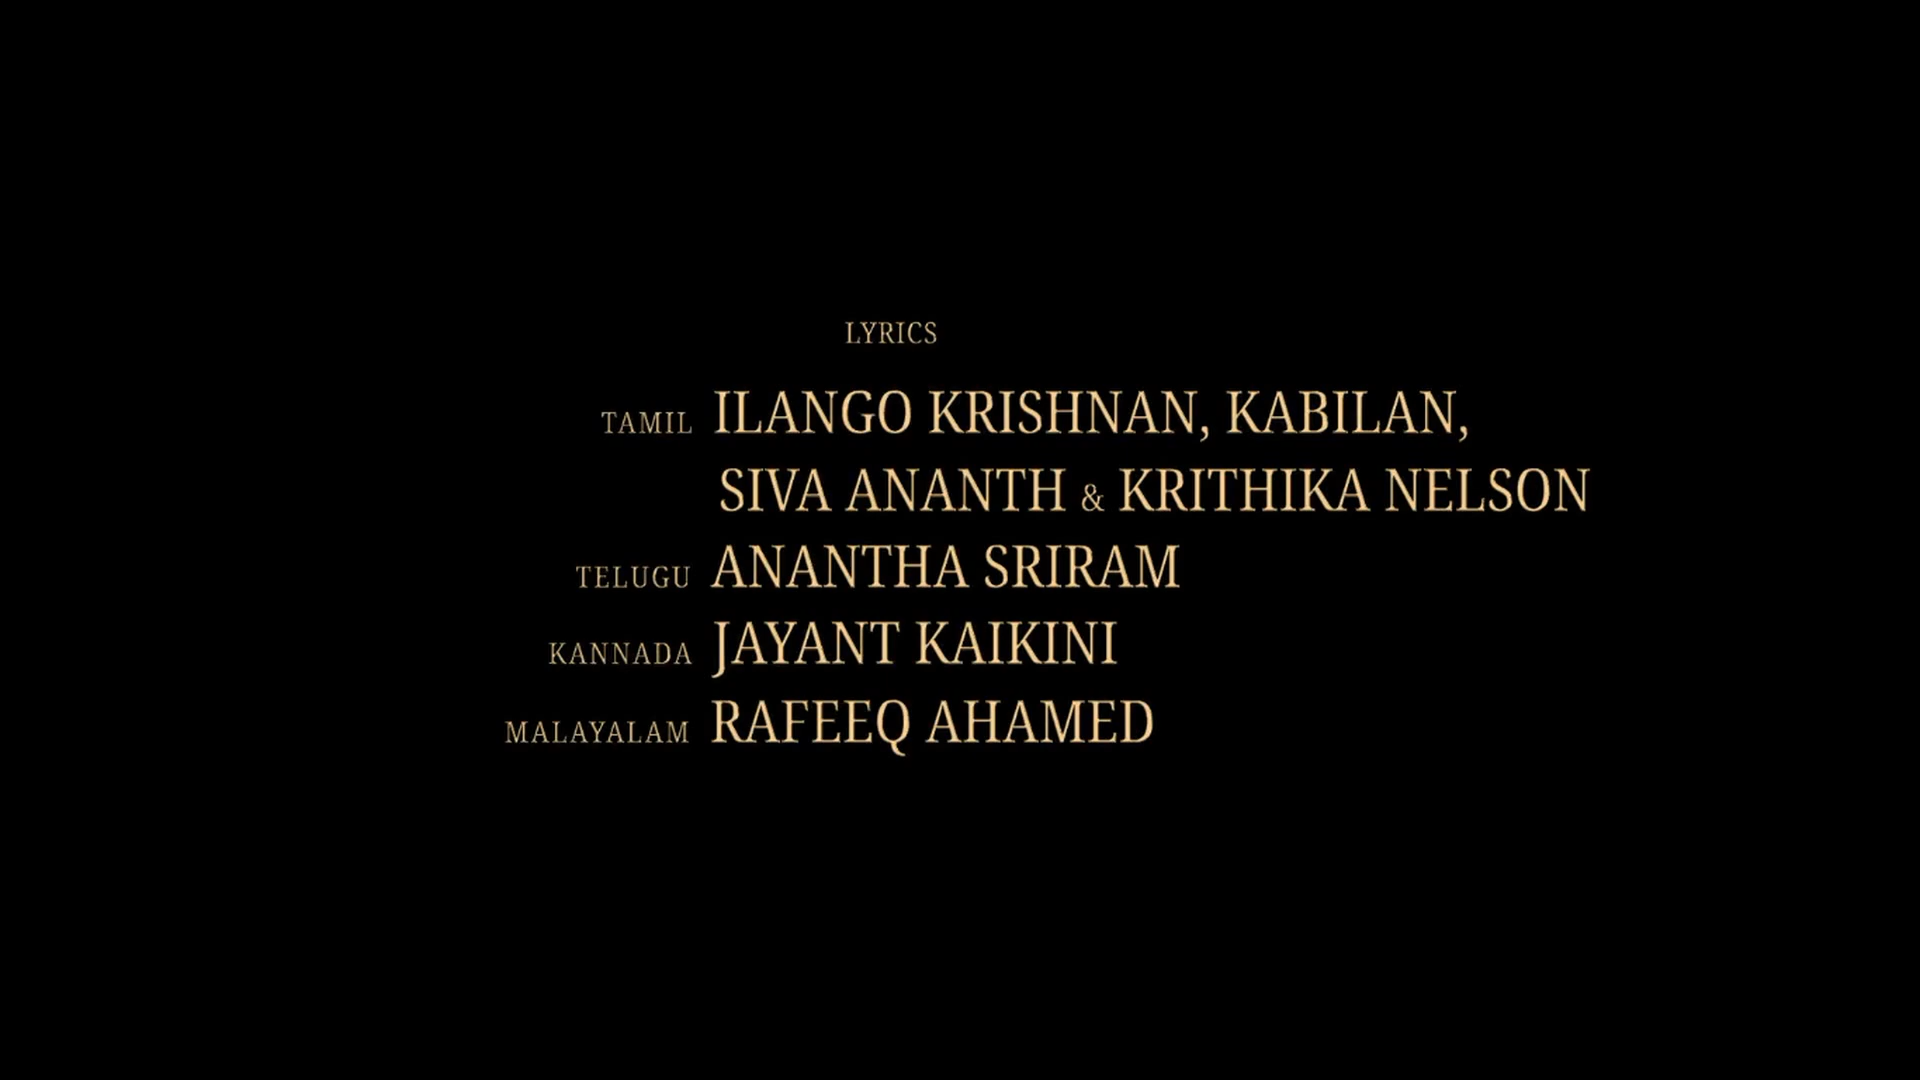 LYRICS
TAMIL ILANGO KRISHNAN, KABILAN,
SIVA ANANTH & KRITHIKA NELSON
TELUGU ANANTHA SRIRAM
KANNADA JAYANT KAIKINI
MALAYALAM RAFEEQ AHAMED